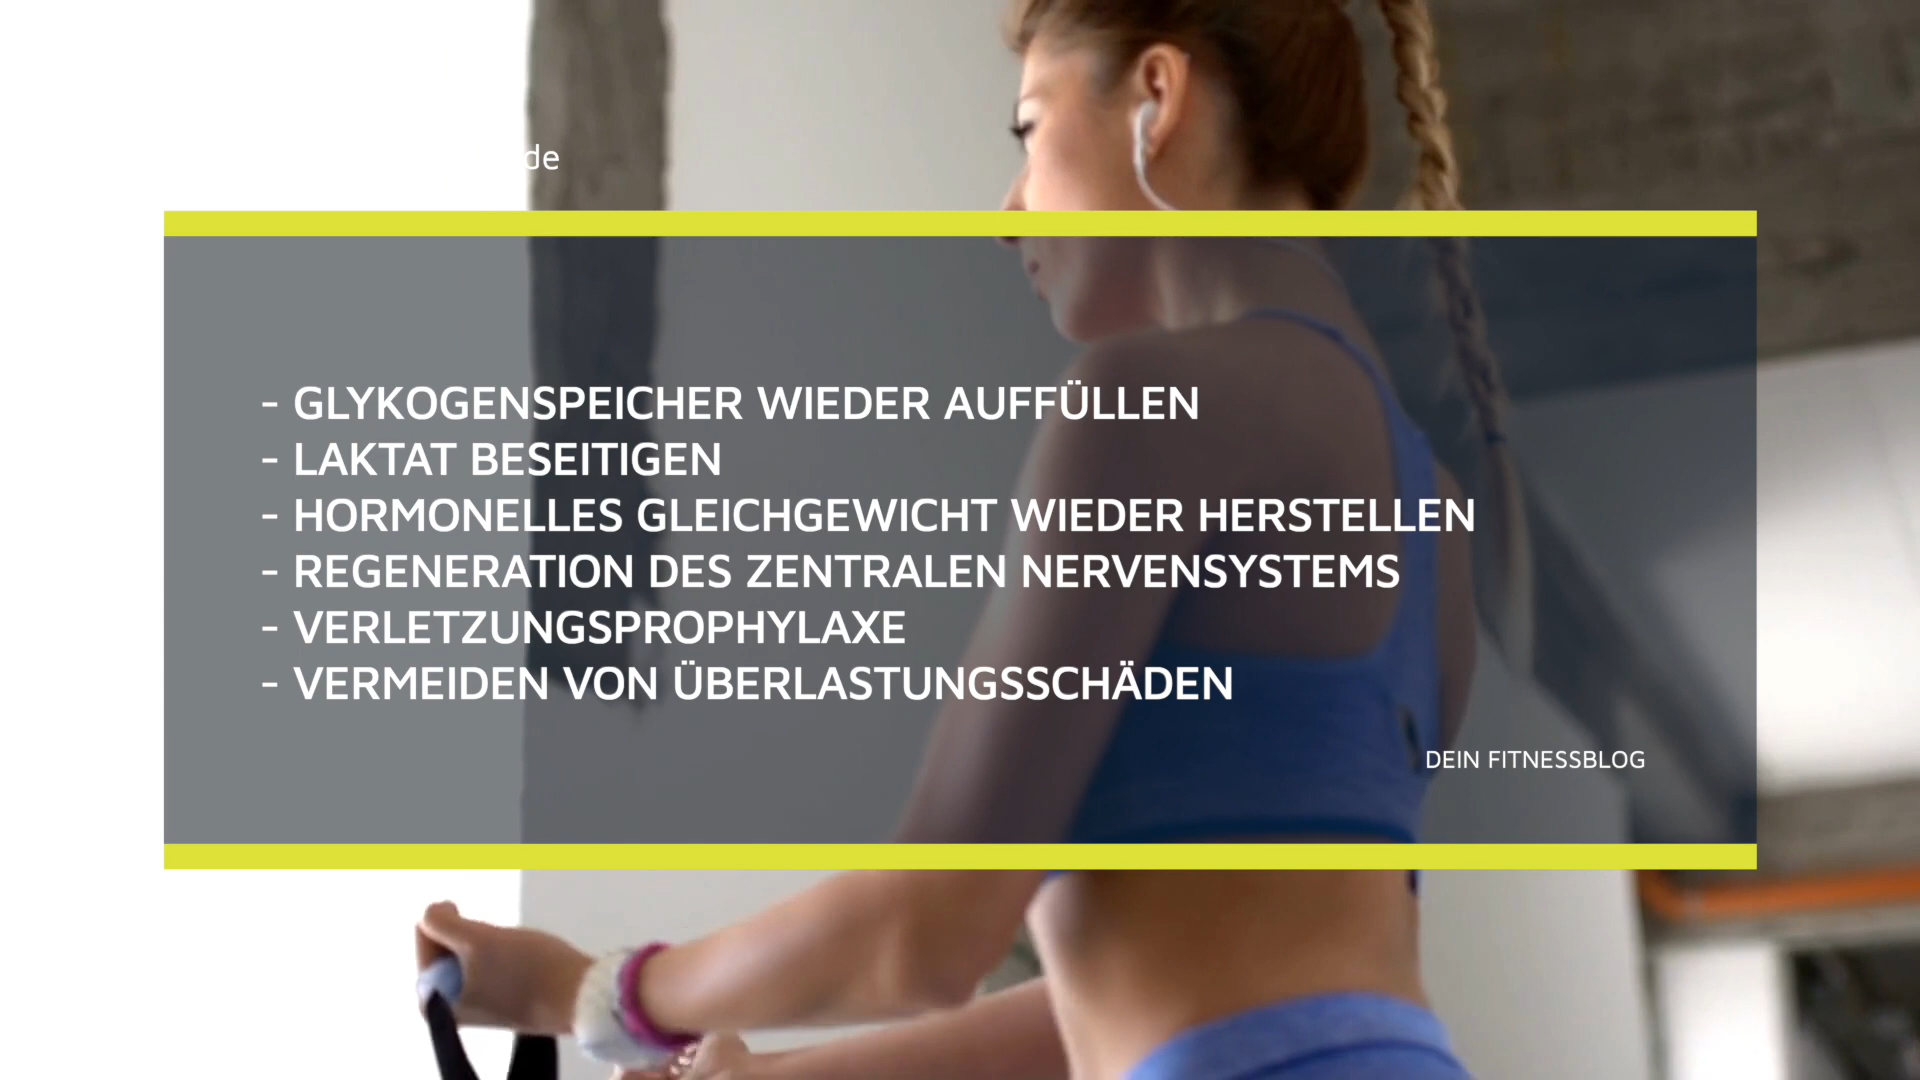 de
- GLYKOGENSPEICHER WIEDER AUFFÜLLEN
- LAKTAT BESEITIGEN
- HORMONELLES GLEICHGEWICHT WIEDER HERSTELLEN
- REGENERATION DES ZENTRALEN NERVENSYSTEMS
- VERLETZUNGSPROPHYLAXE
- VERMEIDEN VON ÜBERLASTUNGSSCHÄDEN
DEIN FITNESSBLOG